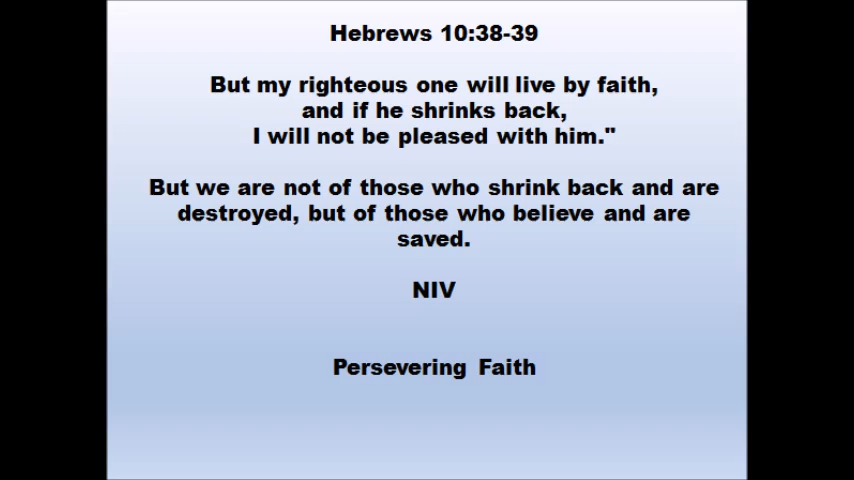 Hebrews 10:38-39
But my righteous one will live by faith,
and if he shrinks back,
I will not be pleased with him."
But we are not of those who shrink back and are
destroyed, but of those who believe and are
saved.
NIV
Persevering Faith